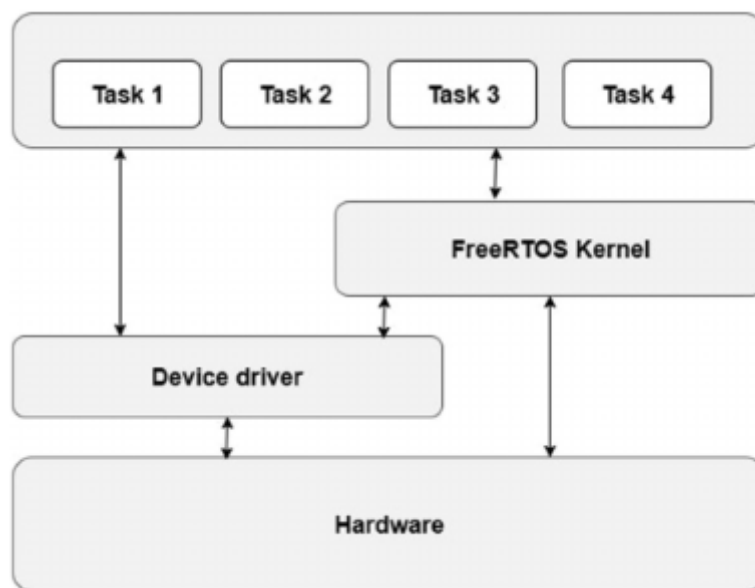 Task 1 Task 2 Task 3 Task 4
FreeRTOS Kernel
Device driver
Hardware